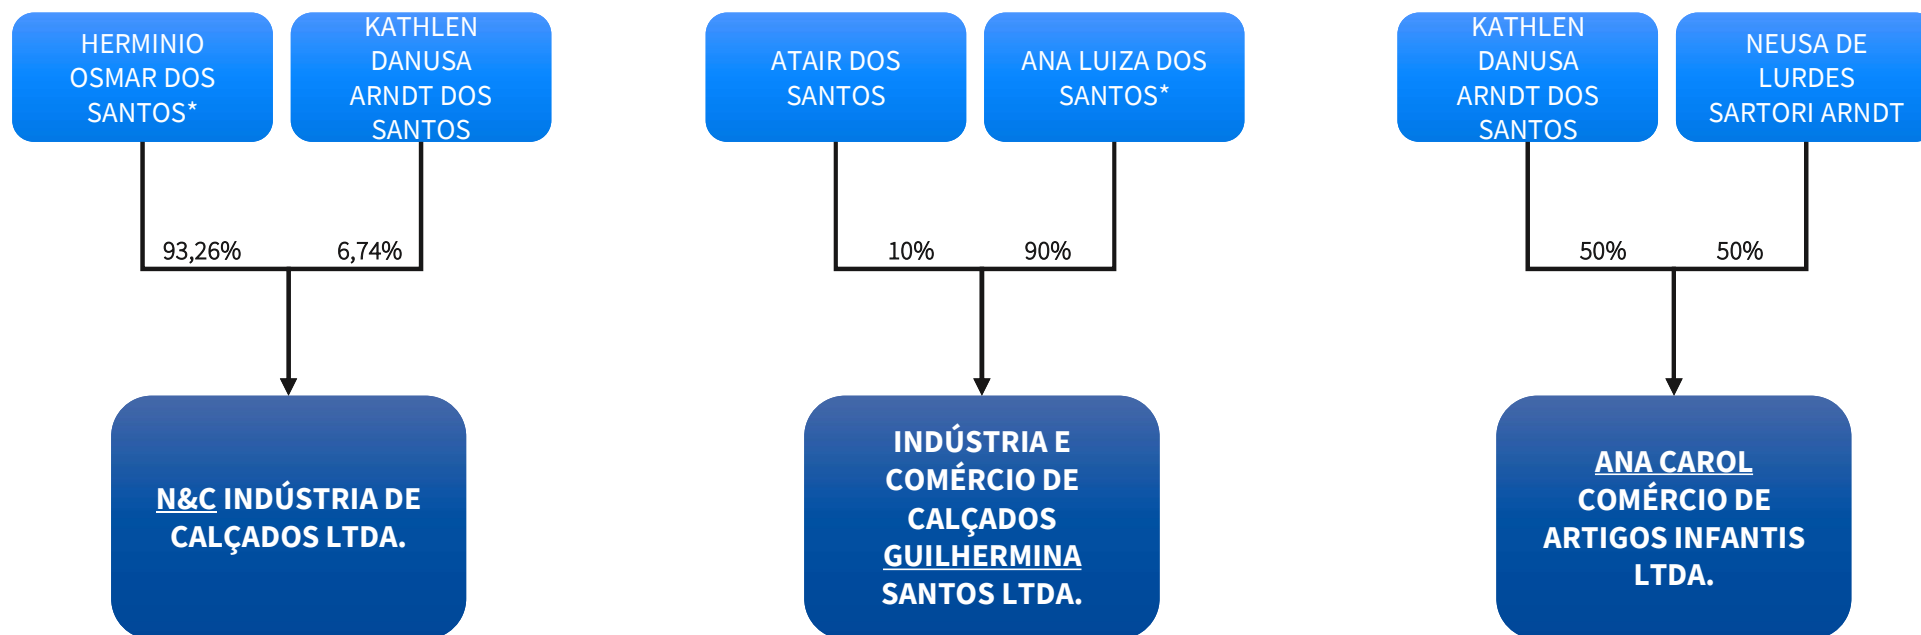 HERMINIO
OSMAR DOS
SANTOS*
KATHLEN
DANUSA
ARNDT DOS
SANTOS
ATAIR DOS
SANTOS
ANA LUIZA DOS
SANTOS*
KATHLEN
DANUSA
ARNDT DOS
SANTOS
NEUSA DE
LURDES
SARTORI ARNDT
93,26%
6,74%
10%
90%
50%
50%
N&C INDÚSTRIA DE
CALÇADOS LTDA.
INDÚSTRIA E
COMÉRCIO DE
CALÇADOS
GUILHERMINA
SANTOS LTDA.
ANA CAROL
COMÉRCIO DE
ARTIGOS INFANTIS
LTDA.